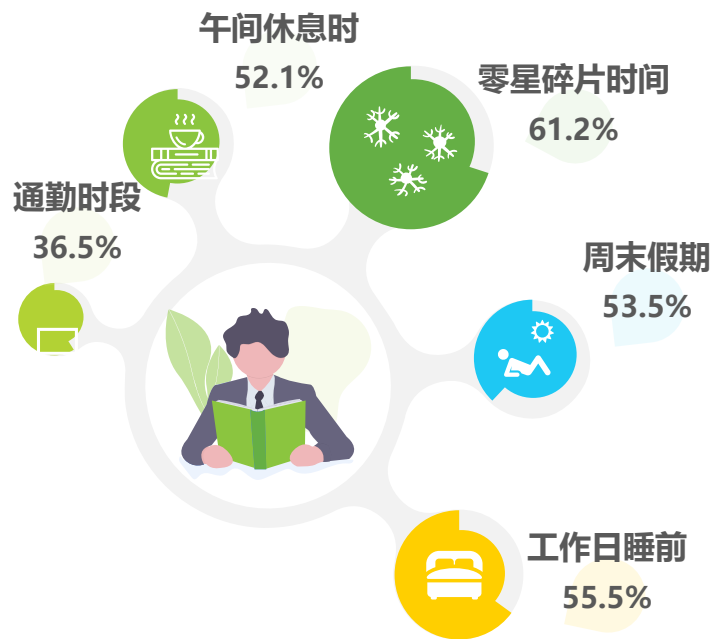 午间休息时
52.1%
零星碎片时间
61.2%
通勤时段
36.5%
周末假期
53.5%
工作日睡前
55.5%